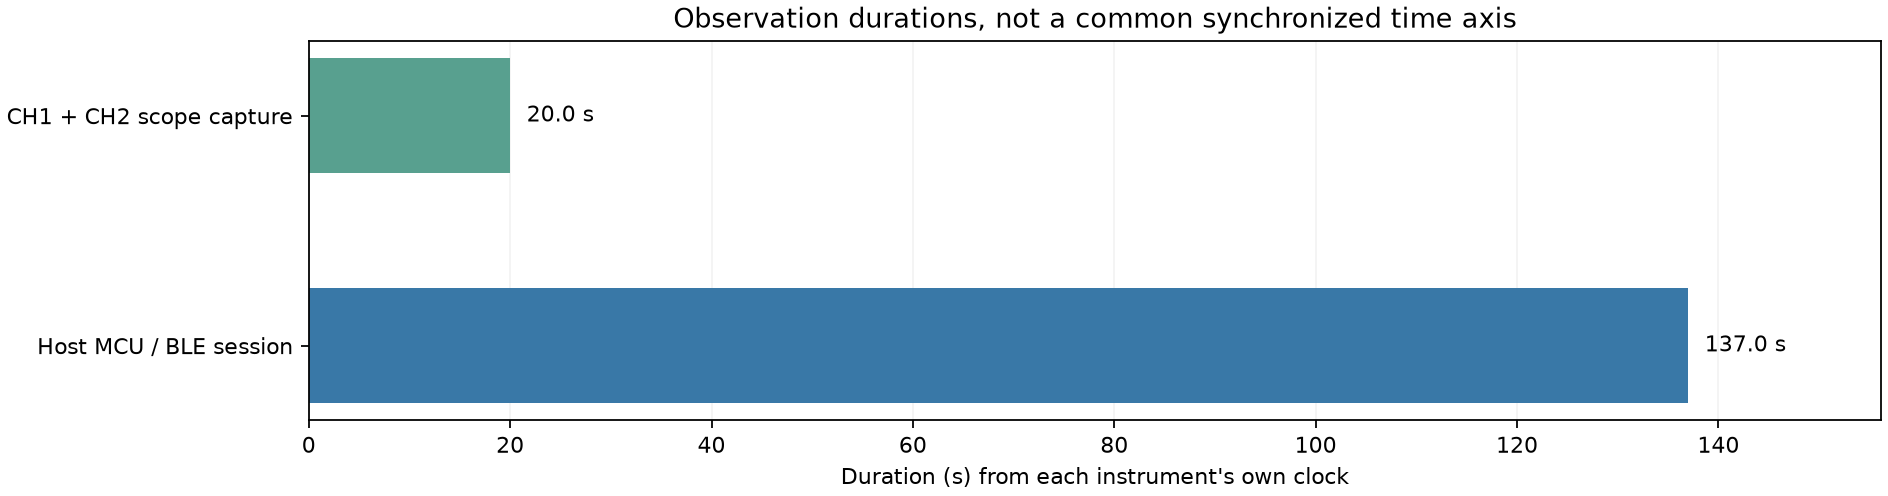 Observation durations, not a common synchronized time axis
CH1 + CH2 scope capture
20.0 s
Host MCU / BLE session
137.0 s
0 20 40 60 80 100 120 140
Duration (s) from each instrument's own clock